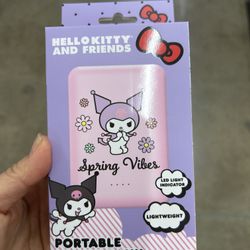 HELLO KITTY
AND FRIENDS
Spring Vibes
LED LIGHT
INDICATOR
LIGHTWEIGHT
PORTABLE